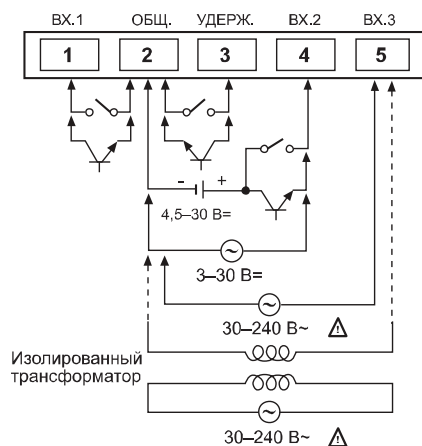 ВХ.1 ОБЩ. УДЕРЖ. ВХ.2 ВХ.3
1 2 3 4 5
- +
4,5–30 В=
3–30 В=
30–240 В~
Изолированный
трансформатор
30–240 В~